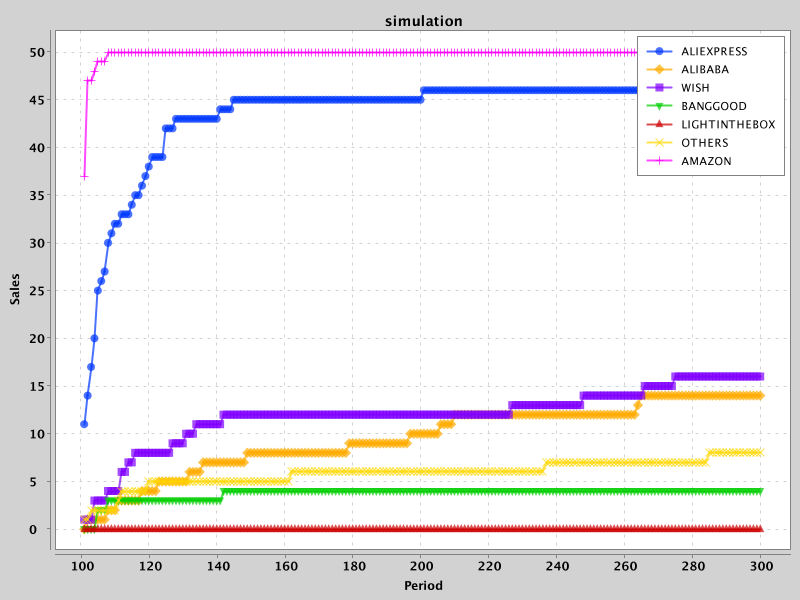 simulation
50
45
40
35
30
25
20
15
10
5
0
Sales
ALIEXPRESS
ALIBABA
WISH
BANGGOOD
LIGHTINTHEBOX
OTHERS
AMAZON
100 120 140 160 180 200 220 240 260 280 300
Period